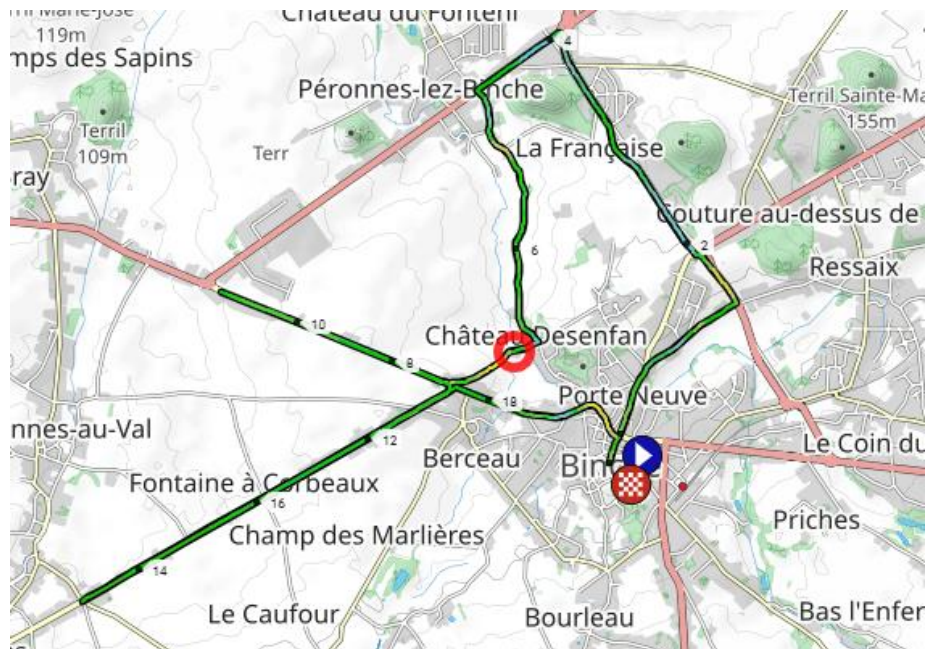 Château du Fonteni
119m
mps des Sapins
Péronnes-lez-Binche
4
Terril Sainte-Ma
155m
Terril
109m
Terr
La Française
ray
Couture au-dessus de
2
6
Ressaix
10
Château Desenfan
8
Porte Neuve
18
nnes-au-Val
12
Berceau
Le Coin du
Fontaine à Corbeaux
16
Champ des Marlières
Priches
14
Le Caufour
Bourleau
Bas l'Enfer